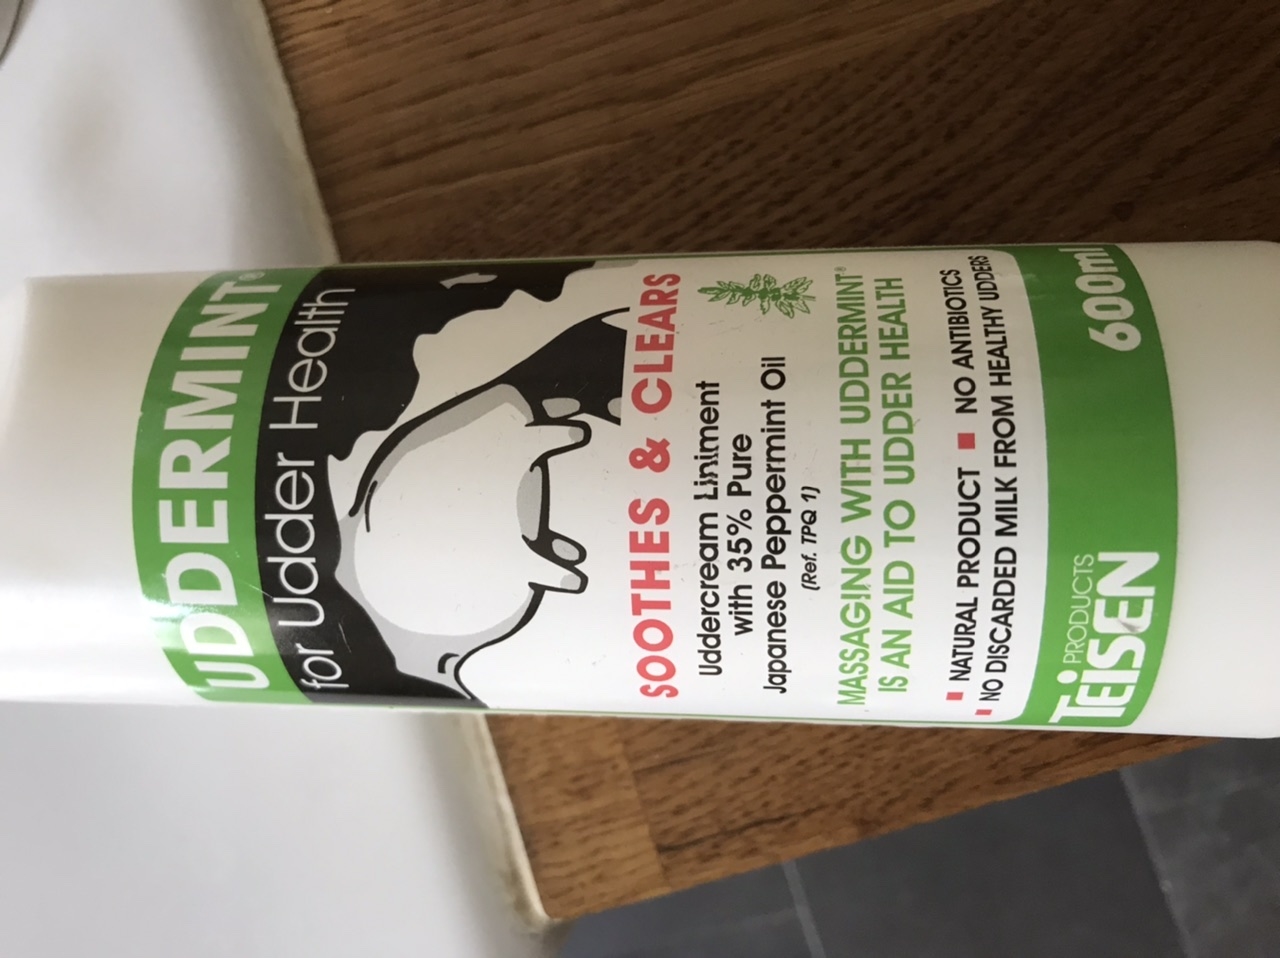 UDDERMINT®
for Udder Health
SOOTHES & CLEARS
Uddercream Liniment
with 35% Pure
Japanese Peppermint Oil
(Ref. TPQ 1)
MASSAGING WITH UDDERMINT®
IS AN AID TO UDDER HEALTH
■ NATURAL PRODUCT ■ NO ANTIBIOTICS
■ NO DISCARDED MILK FROM HEALTHY UDDERS
PRODUCTS
TEiSEN
600ml